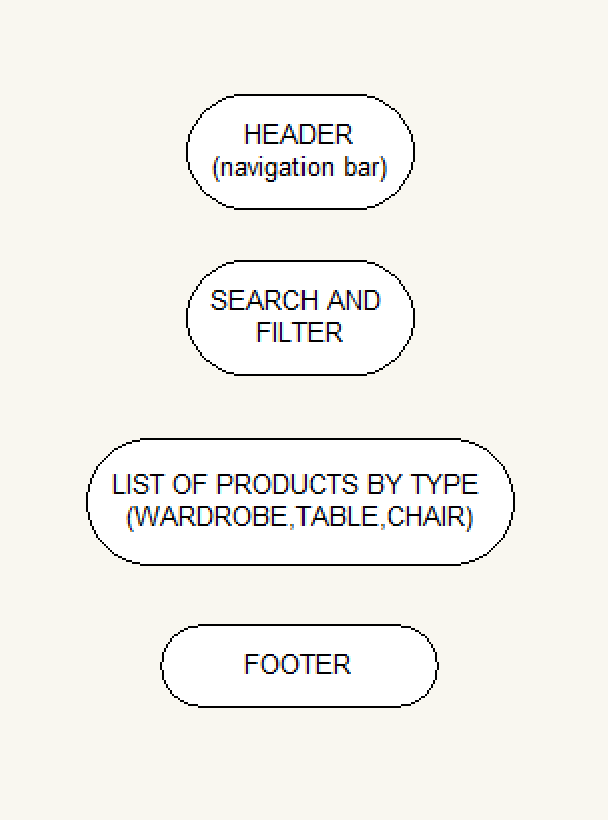 HEADER
(navigation bar)
SEARCH AND
FILTER
LIST OF PRODUCTS BY TYPE
(WARDROBE,TABLE,CHAIR)
FOOTER